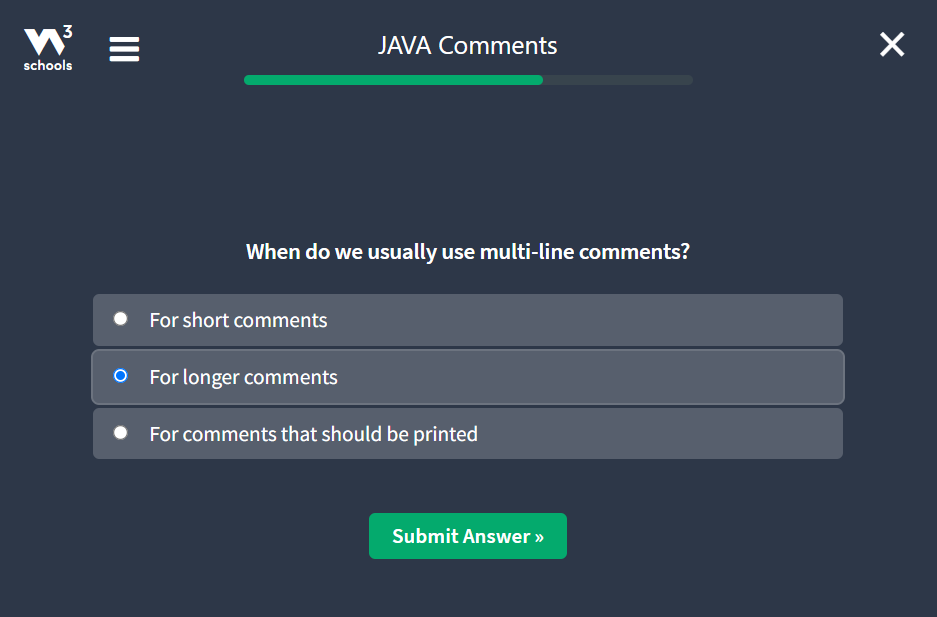 3
schools
JAVA Comments
When do we usually use multi-line comments?
For short comments
For longer comments
For comments that should be printed
Submit Answer »